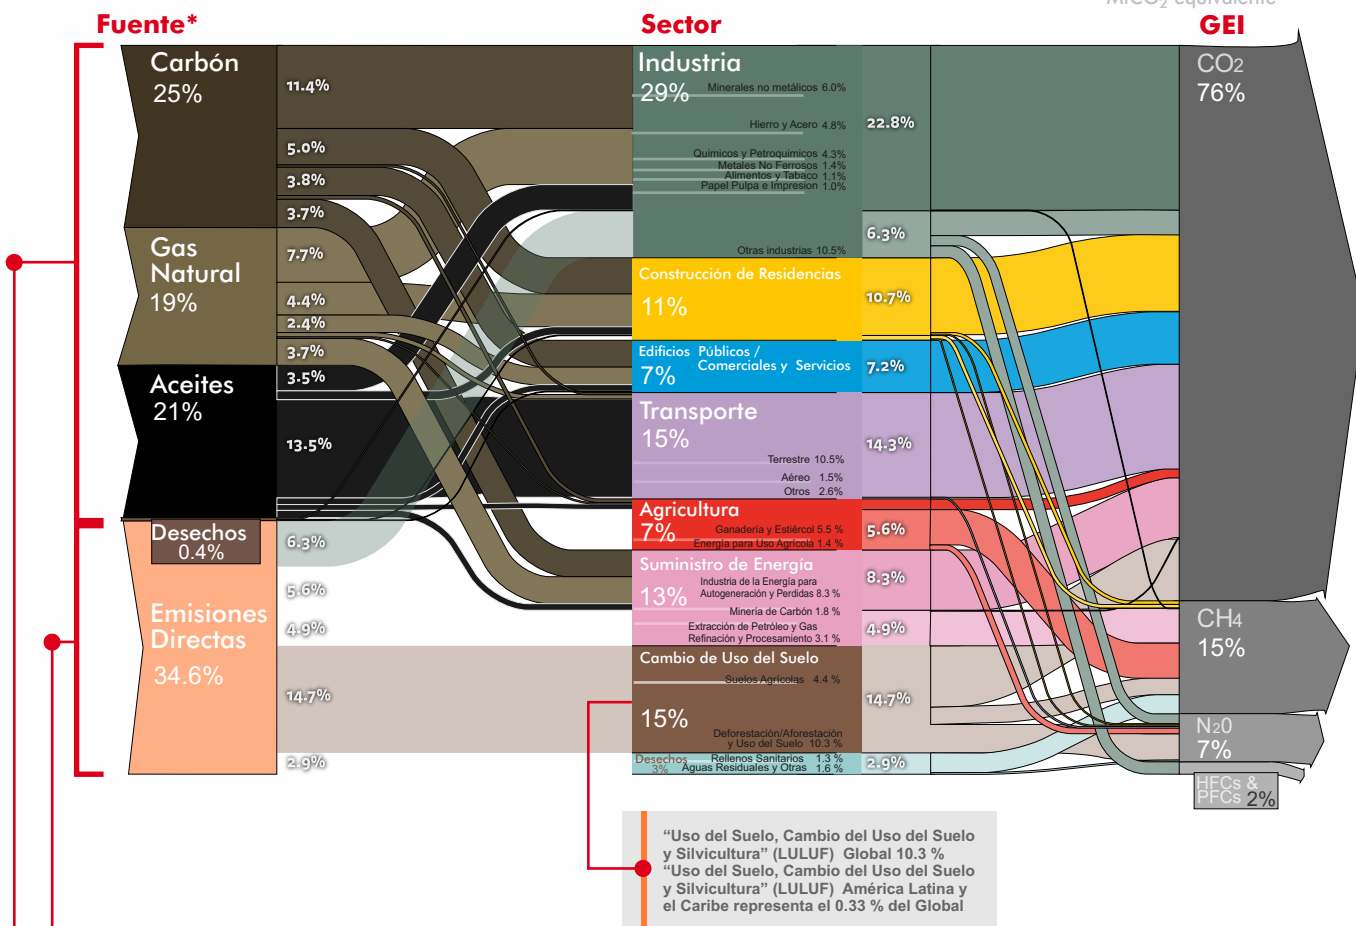 MtCO₂ equivalente
Fuente*
Sector
GEI
Carbón
25%
Gas
Natural
19%
Aceites
21%
Desechos
0.4%
Emisiones
Directas
34.6%
11.4%
5.0%
3.8%
3.7%
7.7%
4.4%
2.4%
3.7%
3.5%
13.5%
6.3%
5.6%
4.9%
14.7%
2.9%
Industria
29%
Minerales no metálicos 6.0%
Hierro y Acero 4.8%
Quimicos y Petroquimicos 4.3%
Metales No Ferrosos 1.4%
Alimentos y Tabaco 1.1%
Papel Pulpa e Impresion 1.0%
Otras industrias 10.5%
Construcción de Residencias
11%
Edificios Públicos /
Comerciales y Servicios
7%
Transporte
15%
Terrestre 10.5%
Aéreo 1.5%
Otros 2.6%
Agricultura
7%
Ganadería y Estiércol 5.5 %
Energía para Uso Agricolá 1.4 %
Suministro de Energía
13%
Industria de la Energía para
Autogeneración y Perdidas 8.3 %
Minería de Carbón 1.8 %
Extracción de Petróleo y Gas
Refinación y Procesamiento 3.1 %
Cambio de Uso del Suelo
Suelos Agrícolas 4.4 %
15%
Deforestación/Aforestación
y Uso del Suelo 10.3 %
Desechos
3%
Rellenos Sanitarios 1.3 %
Aguas Residuales y Otras 1.6 %
22.8%
6.3%
10.7%
7.2%
14.3%
5.6%
8.3%
4.9%
14.7%
2.9%
CO2
76%
CH4
15%
N20
7%
HFCs &
PFCs 2%
“Uso del Suelo, Cambio del Uso del Suelo
y Silvicultura” (LULUF) Global 10.3 %
“Uso del Suelo, Cambio del Uso del Suelo
y Silvicultura” (LULUF) América Latina y
el Caribe representa el 0.33 % del Global